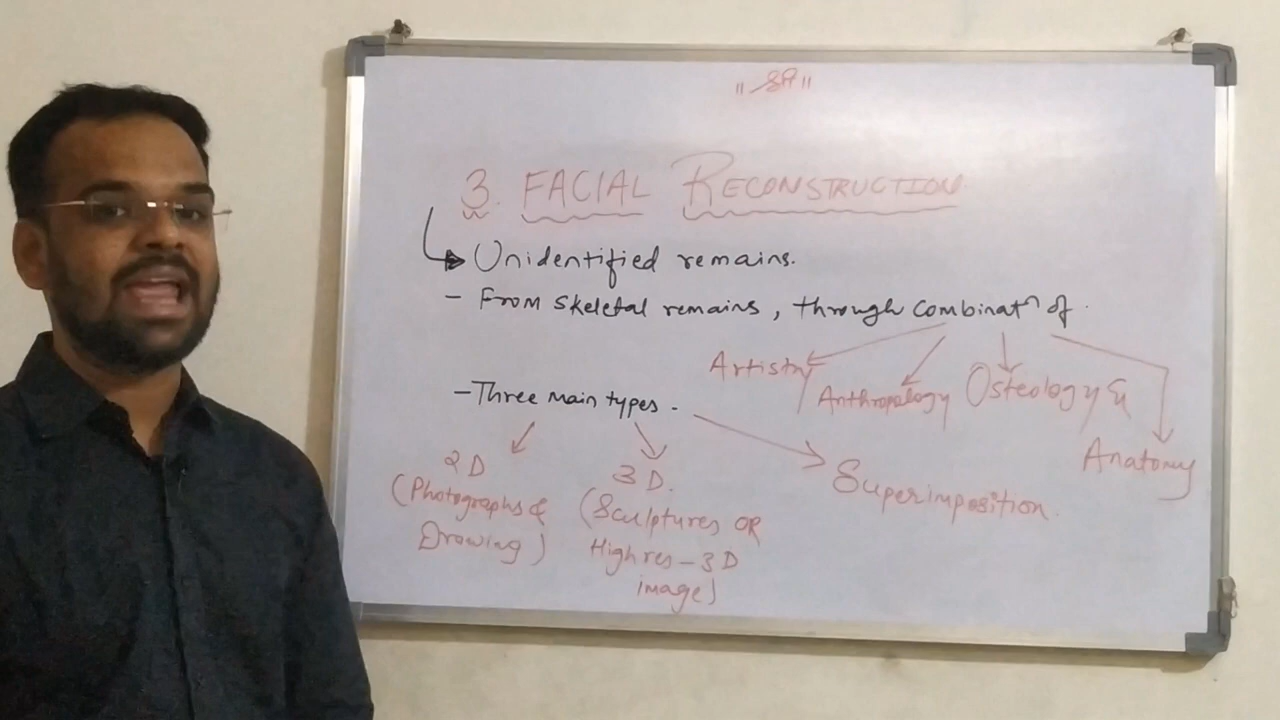 ॥ श्री ॥
3. FACIAL RECONSTRUCTION
Unidentified remains.
- From skeletal remains, through combinatⁿ of.
Artistry
Anthropology
Osteology &
Anatomy
- Three main types.
2D
(Photographs &
Drawing)
3D.
(Sculptures OR
High res-3D
image)
Superimposition.